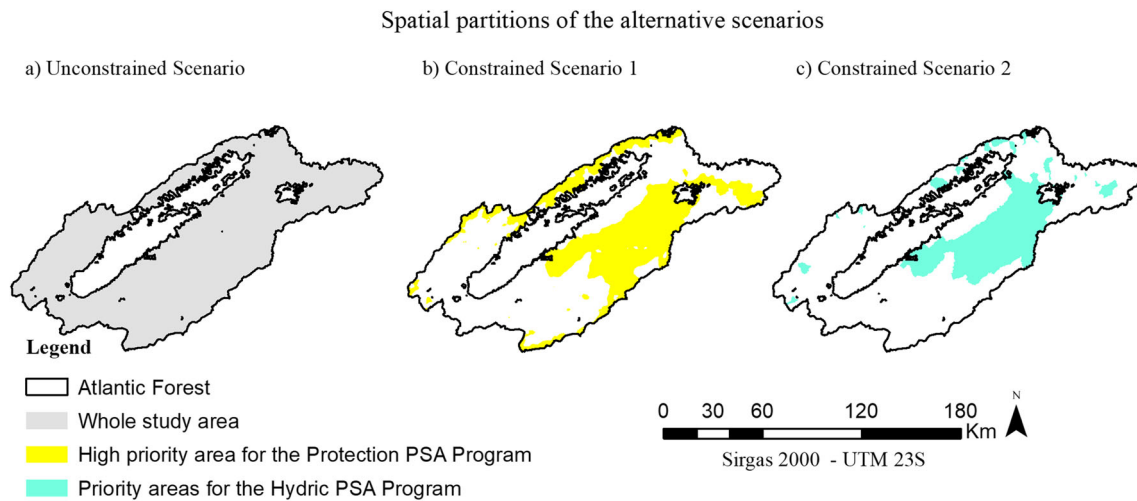 Spatial partitions of the alternative scenarios
a) Unconstrained Scenario
b) Constrained Scenario 1
c) Constrained Scenario 2
Legend
Atlantic Forest
Whole study area
High priority area for the Protection PSA Program
Priority areas for the Hydric PSA Program
N
0 30 60 120 180
Km
Sirgas 2000 - UTM 23S